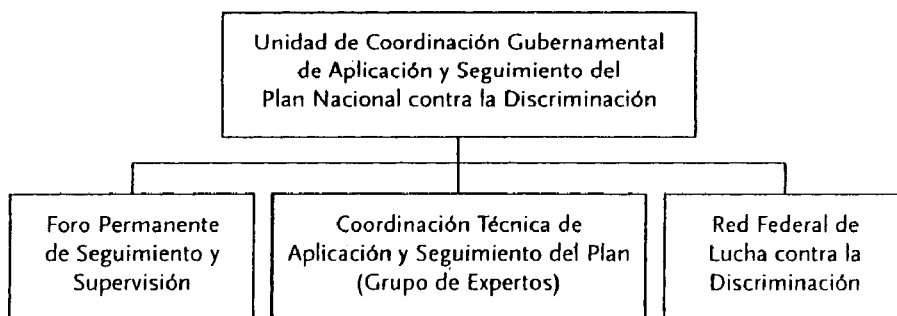 Unidad de Coordinación Gubernamental
de Aplicación y Seguimiento del
Plan Nacional contra la Discriminación
Foro Permanente
de Seguimiento y
Supervisión
Coordinación Técnica de
Aplicación y Seguimiento del Plan
(Grupo de Expertos)
Red Federal de
Lucha contra la
Discriminación